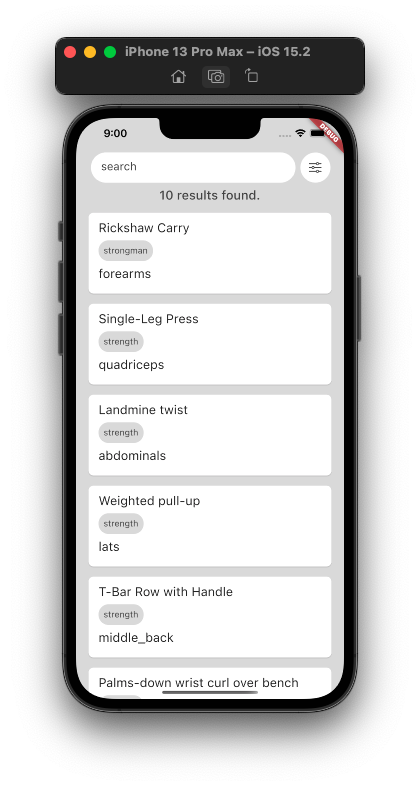 iPhone 13 Pro Max – iOS 15.2
9:00
DEBUG
search
10 results found.
Rickshaw Carry
strongman
forearms
Single-Leg Press
strength
quadriceps
Landmine twist
strength
abdominals
Weighted pull-up
strength
lats
T-Bar Row with Handle
strength
middle_back
Palms-down wrist curl over bench